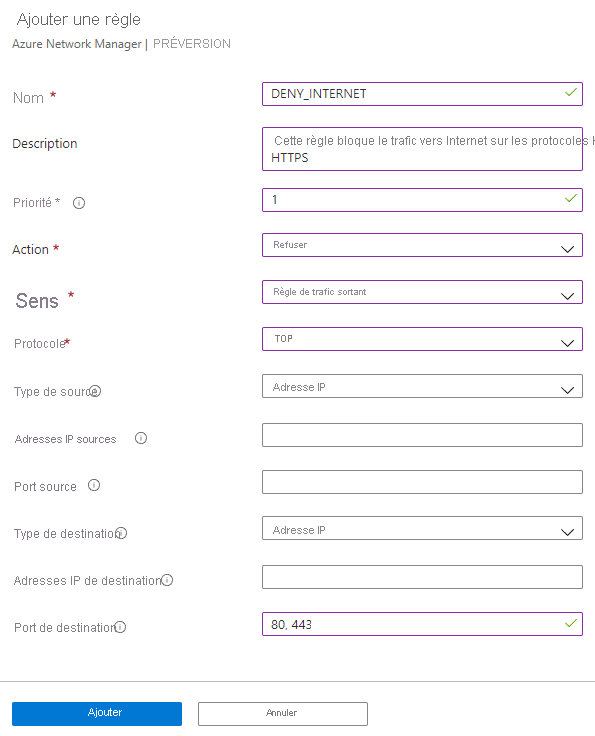 Ajouter une règle
Azure Network Manager | PRÉVERSION
Nom * DENY_INTERNET
Description Cette règle bloque le trafic vers Internet sur les protocoles H
HTTPS
Priorité * 1
Action * Refuser
Sens * Règle de trafic sortant
Protocole* TOP
Type de source Adresse IP
Adresses IP sources
Port source
Type de destination Adresse IP
Adresses IP de destination
Port de destination 80, 443
Ajouter Annuler